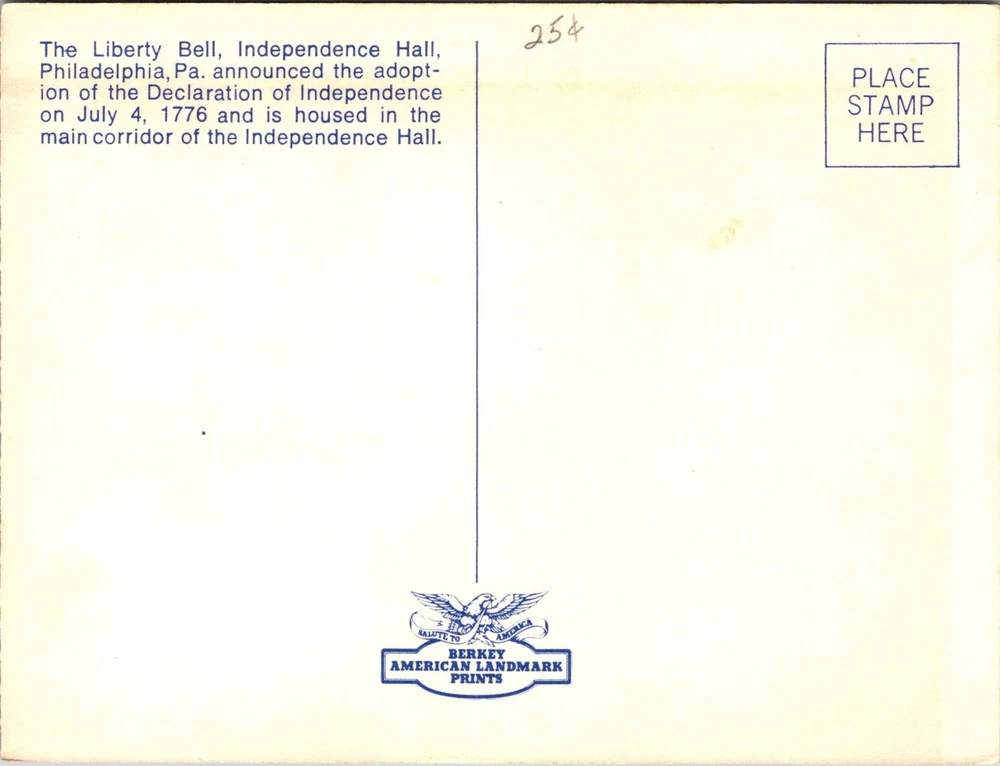 The Liberty Bell, Independence Hall,
Philadelphia, Pa. announced the adopt-
ion of the Declaration of Independence
on July 4, 1776 and is housed in the
main corridor of the Independence Hall.
25¢
PLACE
STAMP
HERE
SALUTE TO AMERICA
BERKEY
AMERICAN LANDMARK
PRINTS